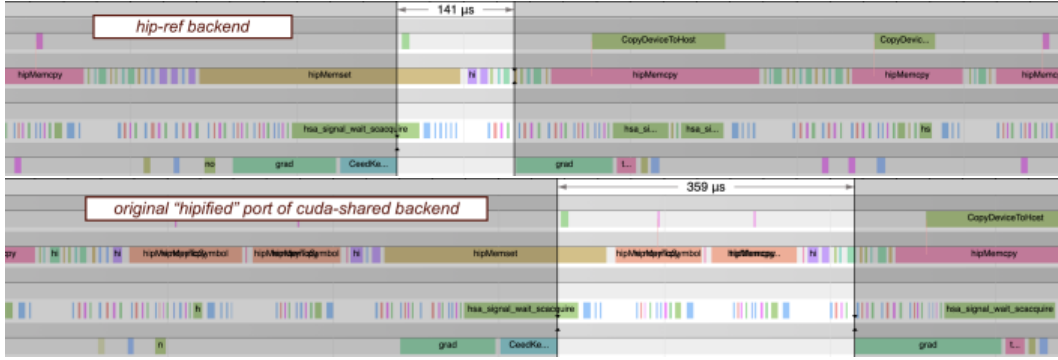 141 µs
hip-ref backend
CopyDeviceToHost CopyDevic...
hipMemcpy hipMemset hi hipMemcpy hipMemcpy hipMemc
hsa_signal_wait_scacquire hsa_si... hsa_si... hs
no grad CeedKe... grad t...
359 µs
original “hipified” port of cuda-shared backend
CopyDeviceToHost
py hi hi hi hipMemset hi hipMemcpy
h hsa_signal_wait_scacquire hsa_signal_wait_scacquire
n grad CeedKe... grad t...